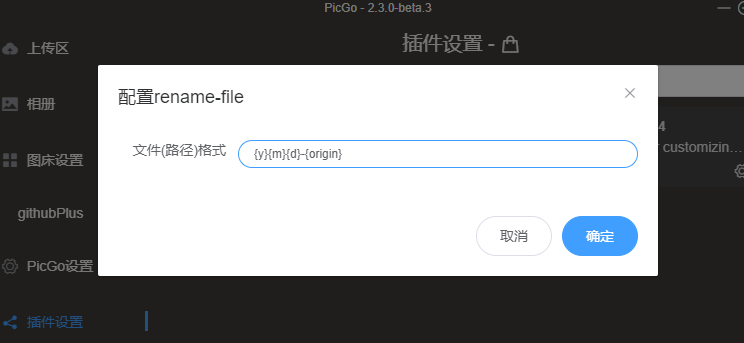 PicGo - 2.3.0-beta.3
插件设置 -
上传区
相册
图床设置
githubPlus
PicGo设置
插件设置
4
r customizin...
配置rename-file
文件(路径)格式
{y}{m}{d}-{origin}
取消
确定